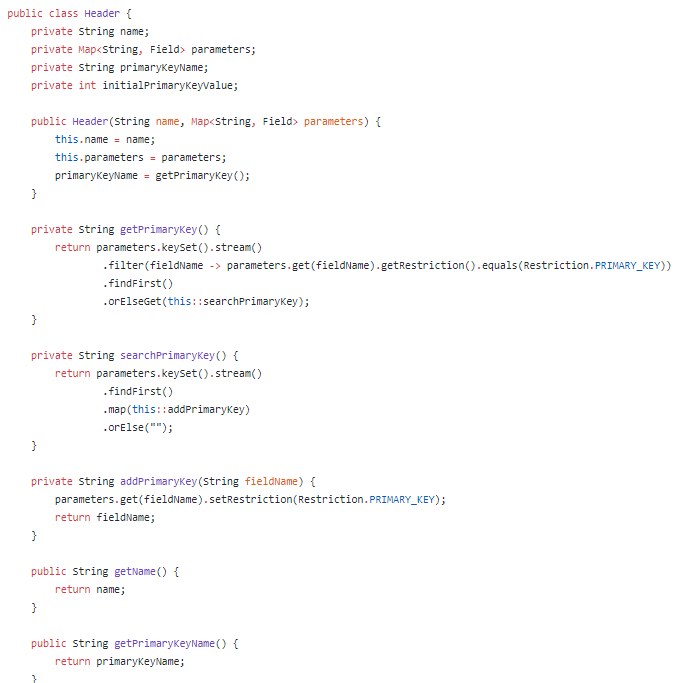 public class Header {
    private String name;
    private Map<String, Field> parameters;
    private String primaryKeyName;
    private int initialPrimaryKeyValue;

    public Header(String name, Map<String, Field> parameters) {
        this.name = name;
        this.parameters = parameters;
        primaryKeyName = getPrimaryKey();
    }

    private String getPrimaryKey() {
        return parameters.keySet().stream()
                .filter(fieldName -> parameters.get(fieldName).getRestriction().equals(Restriction.PRIMARY_KEY))
                .findFirst()
                .orElseGet(this::searchPrimaryKey);
    }

    private String searchPrimaryKey() {
        return parameters.keySet().stream()
                .findFirst()
                .map(this::addPrimaryKey)
                .orElse("");
    }

    private String addPrimaryKey(String fieldName) {
        parameters.get(fieldName).setRestriction(Restriction.PRIMARY_KEY);
        return fieldName;
    }

    public String getName() {
        return name;
    }

    public String getPrimaryKeyName() {
        return primaryKeyName;
    }